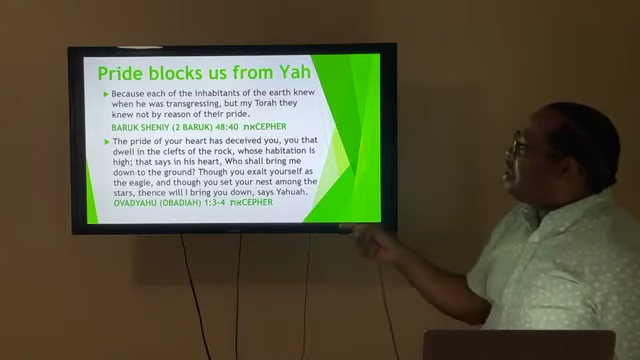 Pride blocks us from Yah
Because each of the inhabitants of the earth knew
when he was transgressing, but my Torah they
knew not by reason of their pride.
BARUK SHENIY (2 BARUK) 48:40 את CEPHER
The pride of your heart has deceived you, you that
dwell in the clefts of the rock, whose habitation is
high; that says in his heart, Who shall bring me
down to the ground? Though you exalt yourself as
the eagle, and though you set your nest among the
stars, thence will I bring you down, says Yahuah.
OVADYAHU (OBADIAH) 1:3-4 את CEPHER